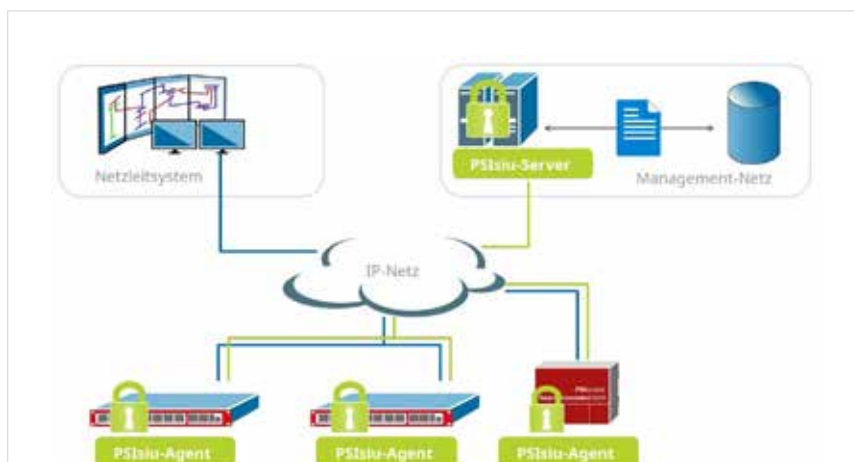 PSIsiu-Server
Netzleitsystem
Management-Netz
IP-Netz
PSIsiu-Agent
PSIsiu-Agent
PSIsiu-Agent